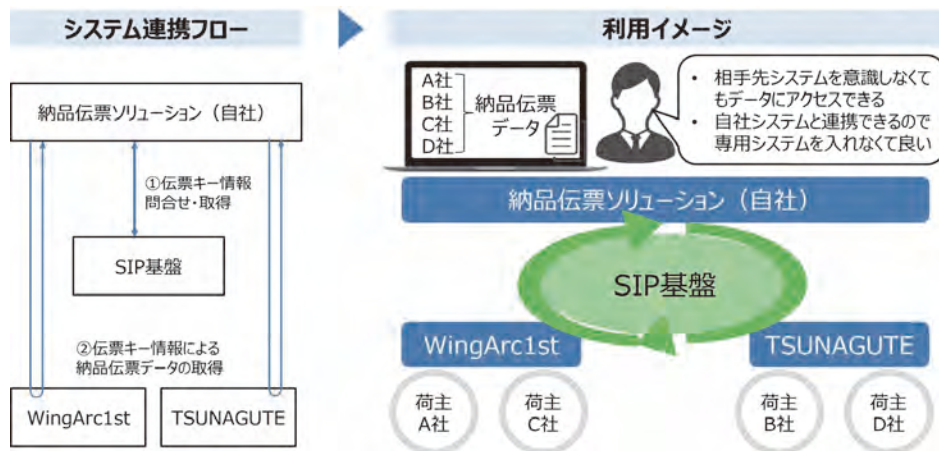 システム連携フロー
納品伝票ソリューション（自社）
①伝票キー情報
問合せ・取得
SIP基盤
②伝票キー情報による
納品伝票データの取得
WingArc1st
TSUNAGUTE
利用イメージ
A社
B社
C社
D社
納品伝票
データ
• 相手先システムを意識しなくて
もデータにアクセスできる
• 自社システムと連携できるので
専用システムを入れなくて良い
納品伝票ソリューション（自社）
SIP基盤
WingArc1st
TSUNAGUTE
荷主
A社
荷主
C社
荷主
B社
荷主
D社